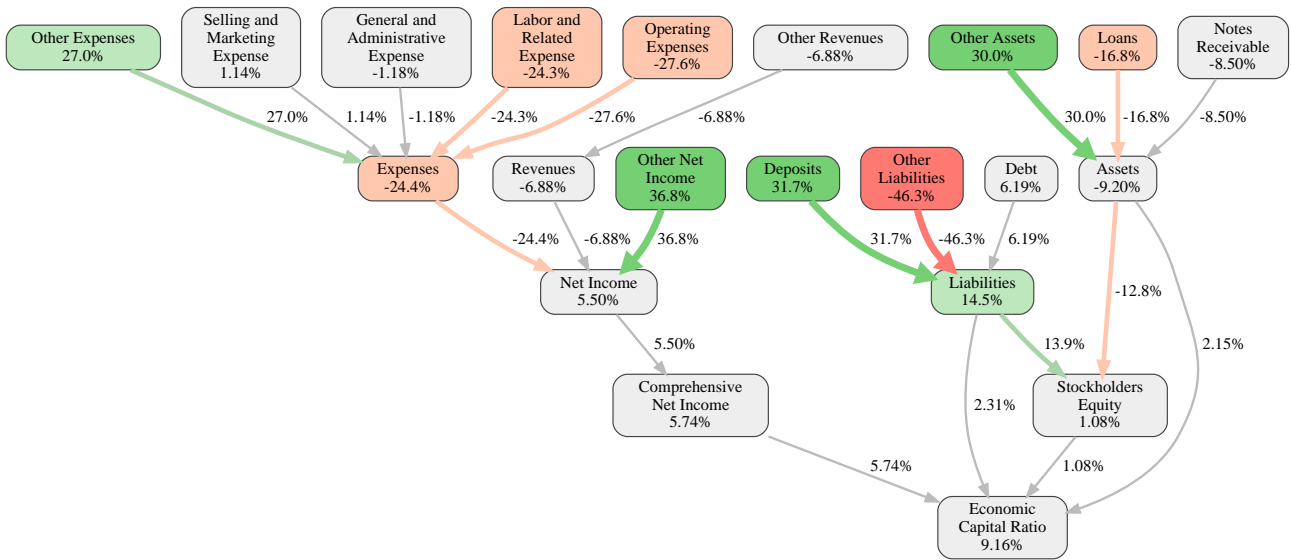 Other Expenses
27.0%
Selling and
Marketing
Expense
1.14%
General and
Administrative
Expense
-1.18%
Labor and
Related
Expense
-24.3%
Operating
Expenses
-27.6%
Other Revenues
-6.88%
Other Assets
30.0%
Loans
-16.8%
Notes
Receivable
-8.50%
27.0%
1.14%
-1.18%
-24.3%
-27.6%
-6.88%
30.0%
-16.8%
-8.50%
Expenses
-24.4%
Revenues
-6.88%
Other Net
Income
36.8%
Deposits
31.7%
Other
Liabilities
-46.3%
Debt
6.19%
Assets
-9.20%
-24.4%
-6.88%
36.8%
31.7%
-46.3%
6.19%
Net Income
5.50%
Liabilities
14.5%
-12.8%
5.50%
13.9%
2.15%
Comprehensive
Net Income
5.74%
2.31%
Stockholders
Equity
1.08%
5.74%
1.08%
Economic
Capital Ratio
9.16%